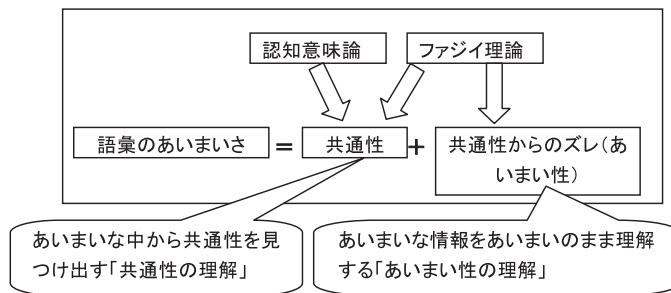 認知意味論
ファジイ理論
語彙のあいまいさ
=
共通性
+
共通性からのズレ(あ
いまい性)
あいまいな中から共通性を見
つけ出す「共通性の理解」
あいまいな情報をあいまいのまま理解
する「あいまい性の理解」